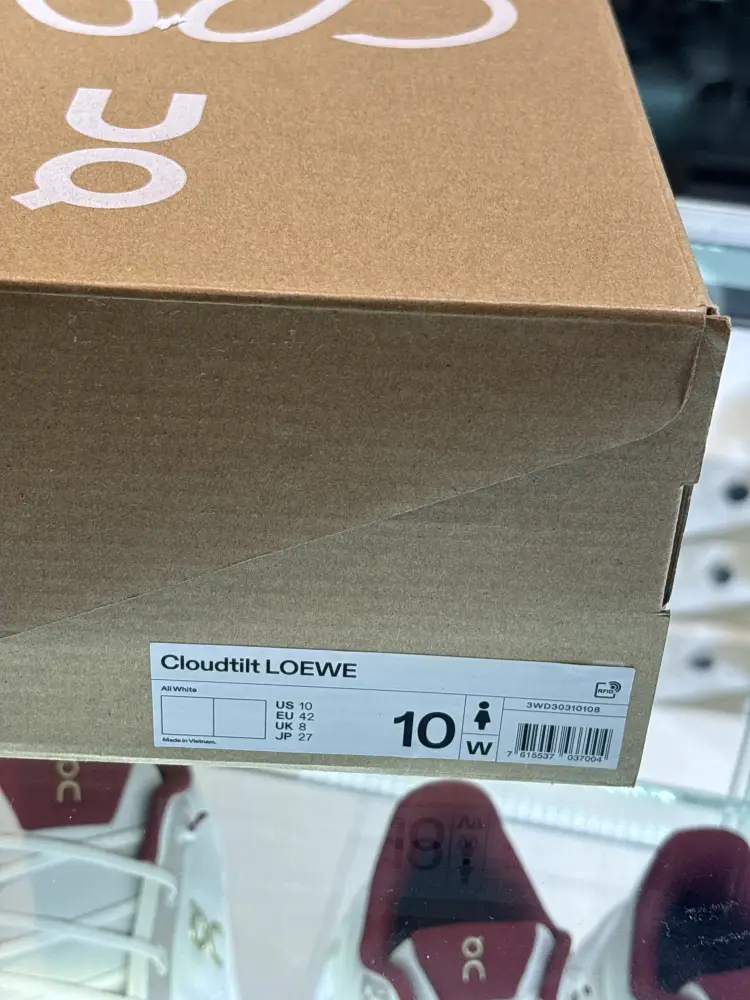 Cloudtilt LOEWE
All White
US 10
EU 42
UK 8
JP 27
Made in Vietnam.
10
W
RFID
3WD30310108
7 615537 037004